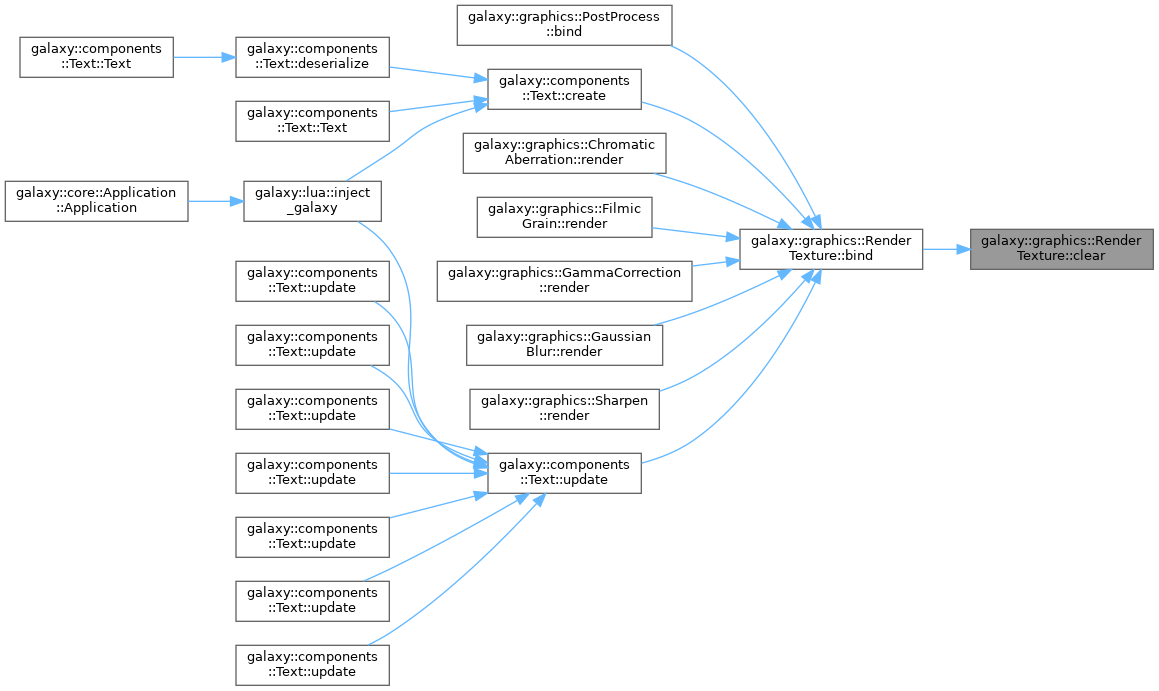 galaxy::graphics::PostProcess
::bind
galaxy::components
::Text::Text
galaxy::components
::Text::deserialize
galaxy::components
::Text::create
galaxy::components
::Text::Text
galaxy::graphics::Chromatic
Aberration::render
galaxy::core::Application
::Application
galaxy::lua::inject
_galaxy
galaxy::graphics::Filmic
Grain::render
galaxy::graphics::Render
Texture::bind
galaxy::graphics::Render
Texture::clear
galaxy::components
::Text::update
galaxy::graphics::GammaCorrection
::render
galaxy::components
::Text::update
galaxy::graphics::Gaussian
Blur::render
galaxy::components
::Text::update
galaxy::graphics::Sharpen
::render
galaxy::components
::Text::update
galaxy::components
::Text::update
galaxy::components
::Text::update
galaxy::components
::Text::update
galaxy::components
::Text::update